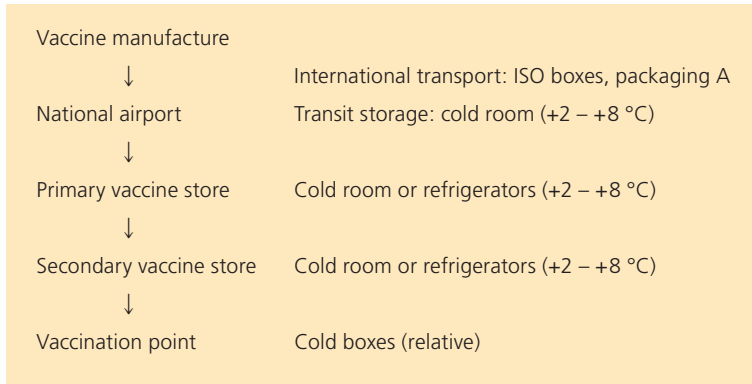 Vaccine manufacture
↓ International transport: ISO boxes, packaging A
National airport Transit storage: cold room (+2 – +8 °C)
↓
Primary vaccine store Cold room or refrigerators (+2 – +8 °C)
↓
Secondary vaccine store Cold room or refrigerators (+2 – +8 °C)
↓
Vaccination point Cold boxes (relative)